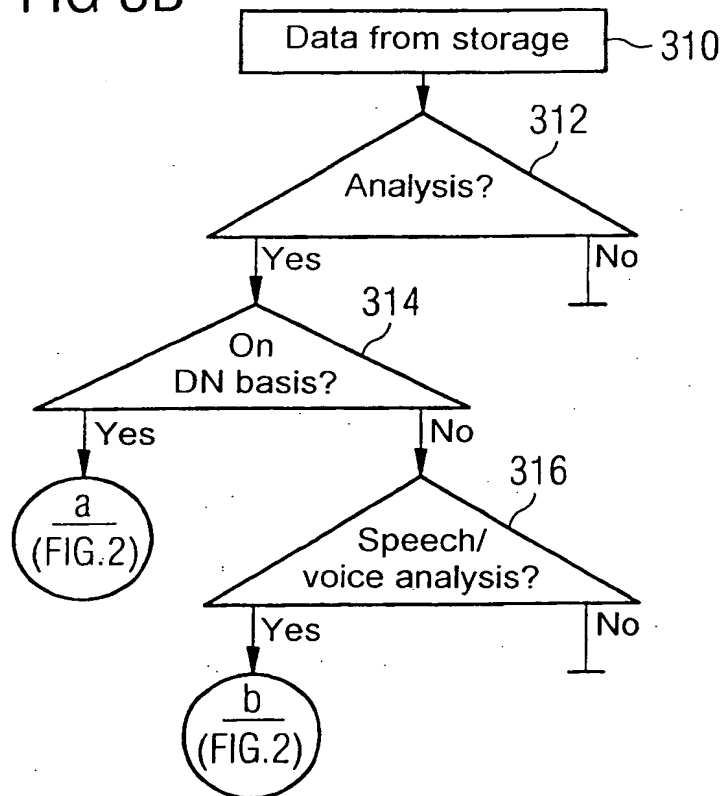 FIG 3B
Data from storage
310
312
Analysis?
Yes
No
314
On
DN basis?
Yes
No
a
(FIG.2)
316
Speech/
voice analysis?
Yes
No
b
(FIG.2)